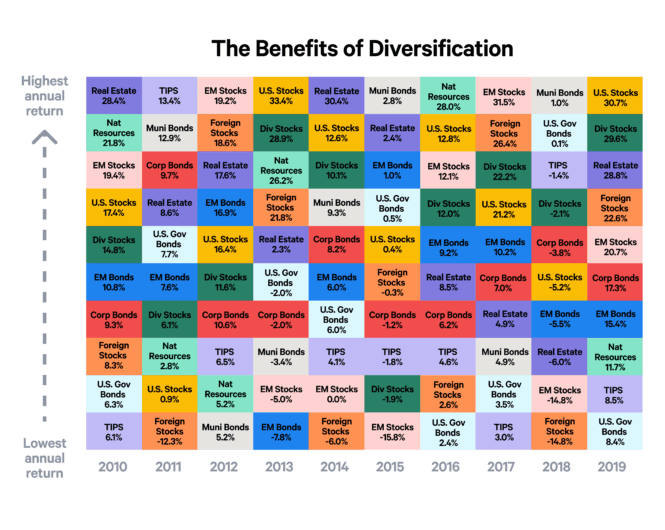 The Benefits of Diversification
Highest
annual
return
Real Estate
28.4%
TIPS
13.4%
EM Stocks
19.2%
U.S. Stocks
33.4%
Real Estate
30.4%
Muni Bonds
2.8%
Nat
Resources
28.0%
EM Stocks
31.5%
Muni Bonds
1.0%
U.S. Stocks
30.7%
Nat
Resources
21.8%
Muni Bonds
12.9%
Foreign
Stocks
18.6%
Div Stocks
28.9%
U.S. Stocks
12.6%
Real Estate
2.4%
U.S. Stocks
12.8%
Foreign
Stocks
26.4%
U.S. Gov
Bonds
0.1%
Div Stocks
29.6%
EM Stocks
19.4%
Corp Bonds
9.7%
Real Estate
17.6%
Nat
Resources
26.2%
Div Stocks
10.1%
EM Bonds
1.0%
EM Stocks
12.1%
Div Stocks
22.2%
TIPS
-1.4%
Real Estate
28.8%
U.S. Stocks
17.4%
Real Estate
8.6%
EM Bonds
16.9%
Foreign
Stocks
21.8%
Muni Bonds
9.3%
U.S. Gov
Bonds
0.5%
Div Stocks
12.0%
U.S. Stocks
21.2%
Div Stocks
-2.1%
Foreign
Stocks
22.6%
Div Stocks
14.8%
U.S. Gov
Bonds
7.7%
U.S. Stocks
16.4%
Real Estate
2.3%
Corp Bonds
8.2%
U.S. Stocks
0.4%
EM Bonds
9.2%
EM Bonds
10.2%
Corp Bonds
-3.8%
EM Stocks
20.7%
EM Bonds
10.8%
EM Bonds
7.6%
Div Stocks
11.6%
U.S. Gov
Bonds
-2.0%
EM Bonds
6.0%
Foreign
Stocks
-0.3%
Real Estate
8.5%
Corp Bonds
7.0%
U.S. Stocks
-5.2%
Corp Bonds
17.3%
Corp Bonds
9.3%
Div Stocks
6.1%
Corp Bonds
10.6%
Corp Bonds
-2.0%
U.S. Gov
Bonds
6.0%
Corp Bonds
-1.2%
Corp Bonds
6.2%
Real Estate
4.9%
EM Bonds
-5.5%
EM Bonds
15.4%
Foreign
Stocks
8.3%
Nat
Resources
2.8%
TIPS
6.5%
Muni Bonds
-3.4%
TIPS
4.1%
TIPS
-1.8%
TIPS
4.6%
Muni Bonds
4.9%
Real Estate
-6.0%
Nat
Resources
11.7%
U.S. Gov
Bonds
6.3%
U.S. Stocks
0.9%
Nat
Resources
5.2%
EM Stocks
-5.0%
EM Stocks
0.0%
Div Stocks
-1.9%
Foreign
Stocks
2.6%
U.S. Gov
Bonds
3.5%
EM Stocks
-14.8%
TIPS
8.5%
TIPS
6.1%
Foreign
Stocks
-12.3%
Muni Bonds
5.2%
EM Bonds
-7.8%
Foreign
Stocks
-6.0%
EM Stocks
-15.8%
U.S. Gov
Bonds
2.4%
TIPS
3.0%
Foreign
Stocks
-14.8%
U.S. Gov
Bonds
8.4%
Lowest
annual
return
2010
2011
2012
2013
2014
2015
2016
2017
2018
2019